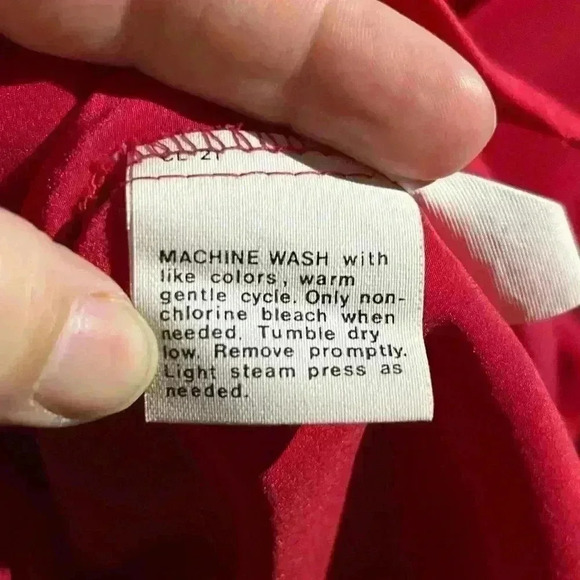 MACHINE WASH with
like colors, warm
gentle cycle. Only non-
chlorine bleach when
needed. Tumble dry
low. Remove promptly.
Light steam press as
needed.